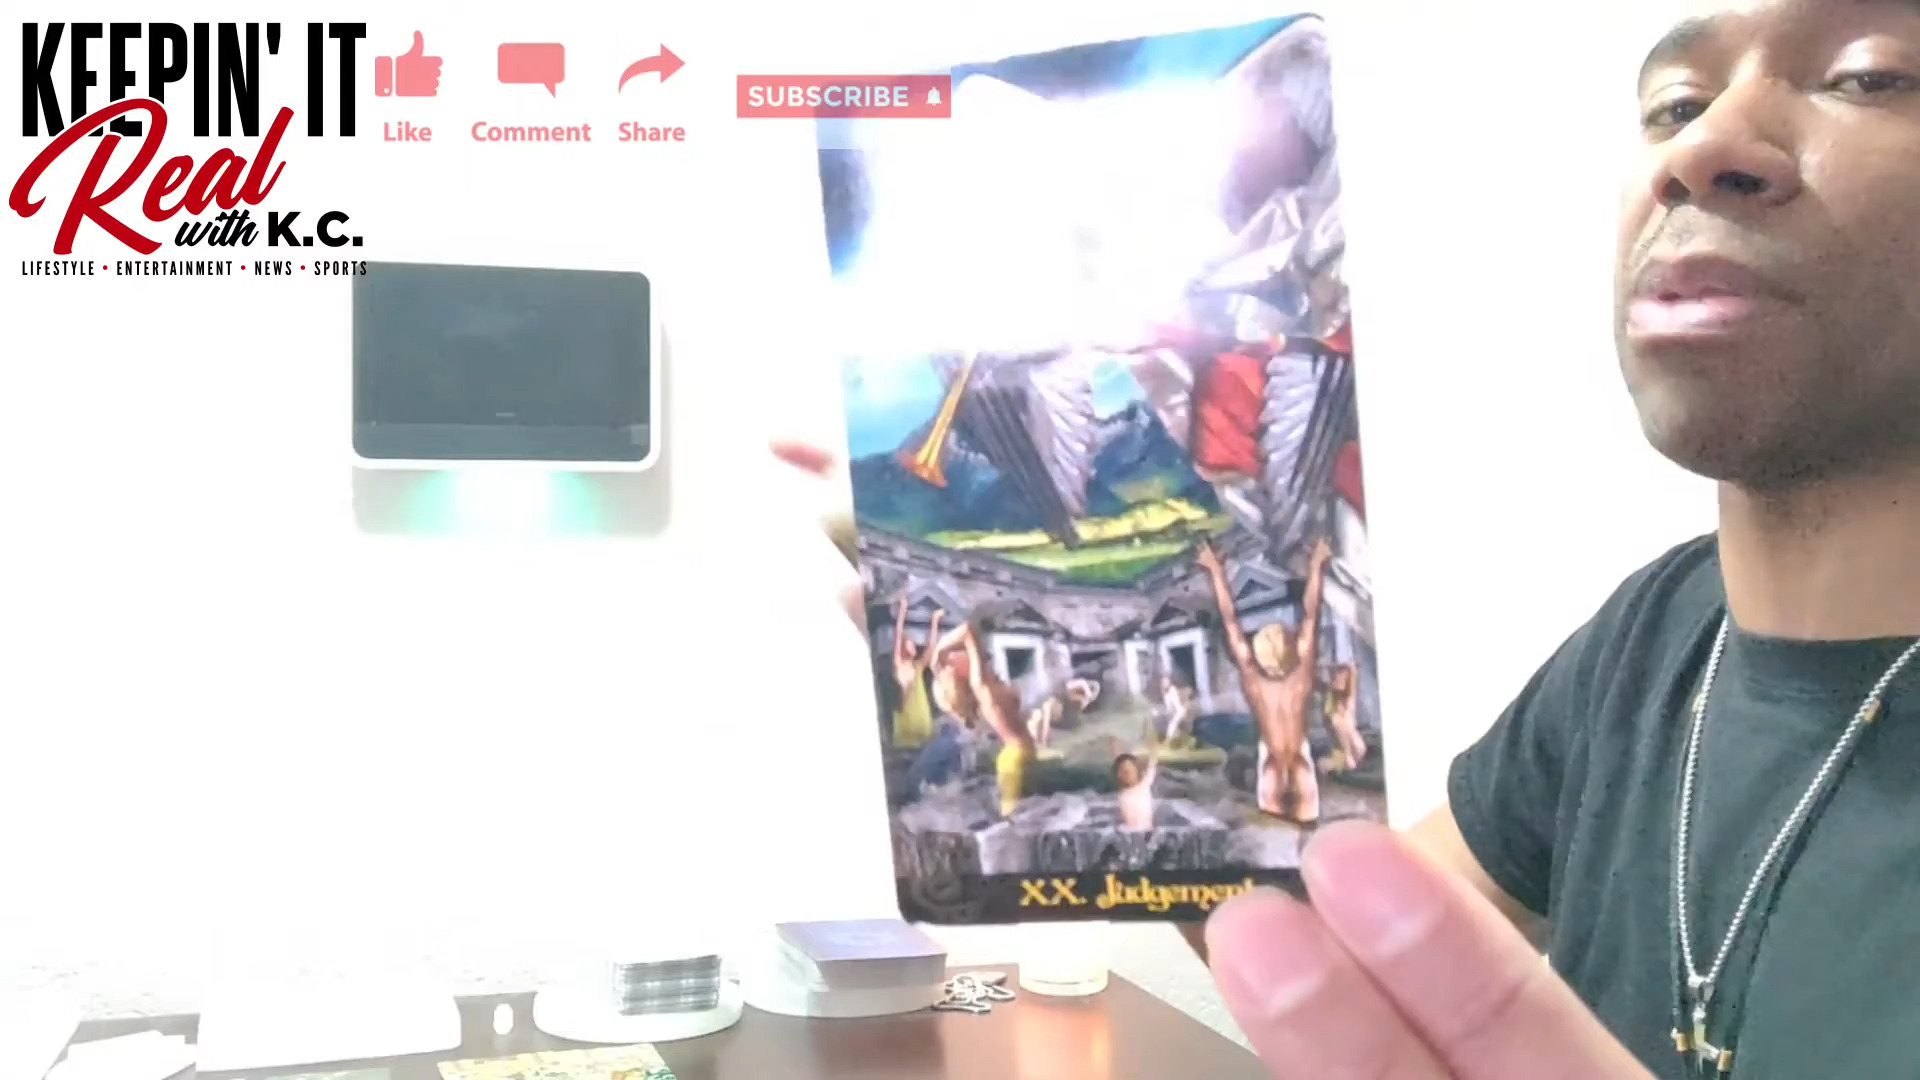 KEEPIN' IT
Real
with K.C.
LIFESTYLE • ENTERTAINMENT • NEWS • SPORTS
Like
Comment
Share
SUBSCRIBE
XX. Judgement